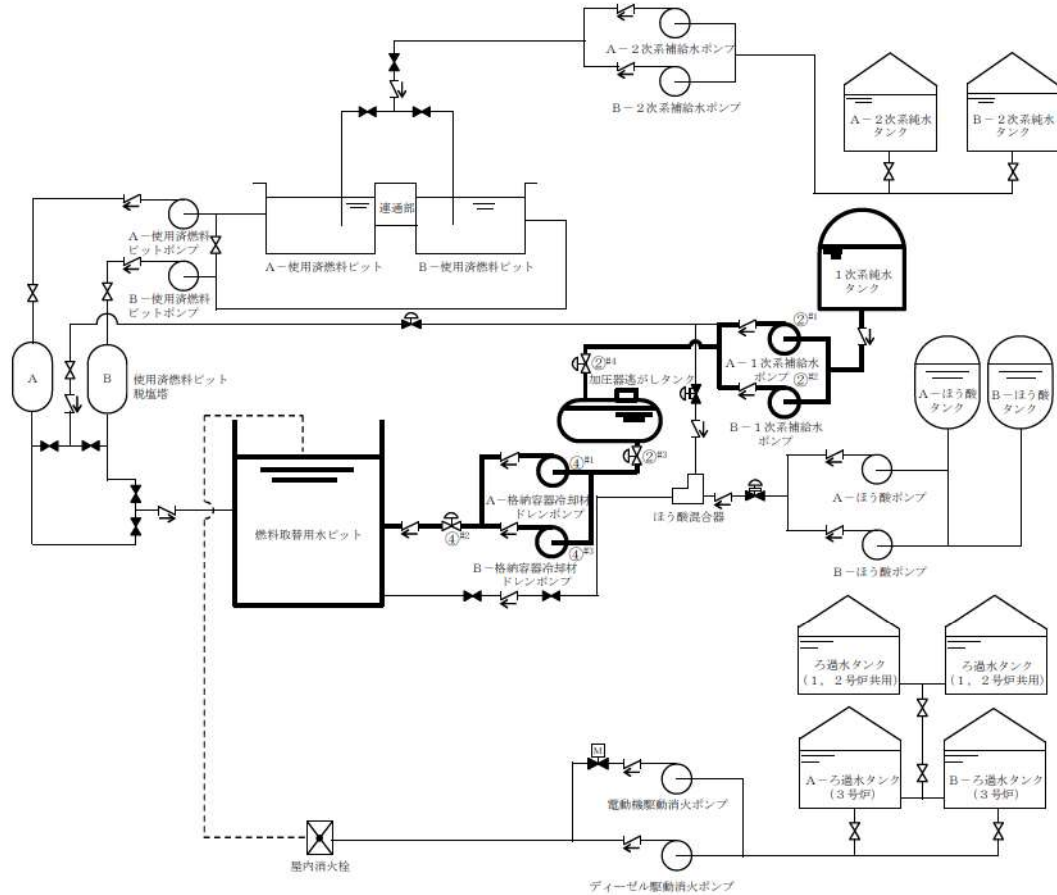 A-2次系補給水ポンプ
B-2次系補給水ポンプ
A-2次系純水
タンク
B-2次系純水
タンク
連通部
A-使用済燃料
ピットポンプ
A-使用済燃料ピット
B-使用済燃料ピット
B-使用済燃料
ピットポンプ
1次系純水
タンク
A
B
使用済燃料ピット
脱塩塔
②#4
②#1
加圧器逃がしタンク
A-1次系補給水
ポンプ
②#2
B-1次系補給水
ポンプ
A-ほう酸
タンク
B-ほう酸
タンク
②#3
④#1
A-格納容器冷却材
ドレンポンプ
④#2
④#3
B-格納容器冷却材
ドレンポンプ
ほう酸混合器
A-ほう酸ポンプ
B-ほう酸ポンプ
燃料取替用水ピット
ろ過水タンク
(1,2号炉共用)
ろ過水タンク
(1,2号炉共用)
A-ろ過水タンク
(3号炉)
B-ろ過水タンク
(3号炉)
M
電動機駆動消火ポンプ
屋内消火栓
ディーゼル駆動消火ポンプ